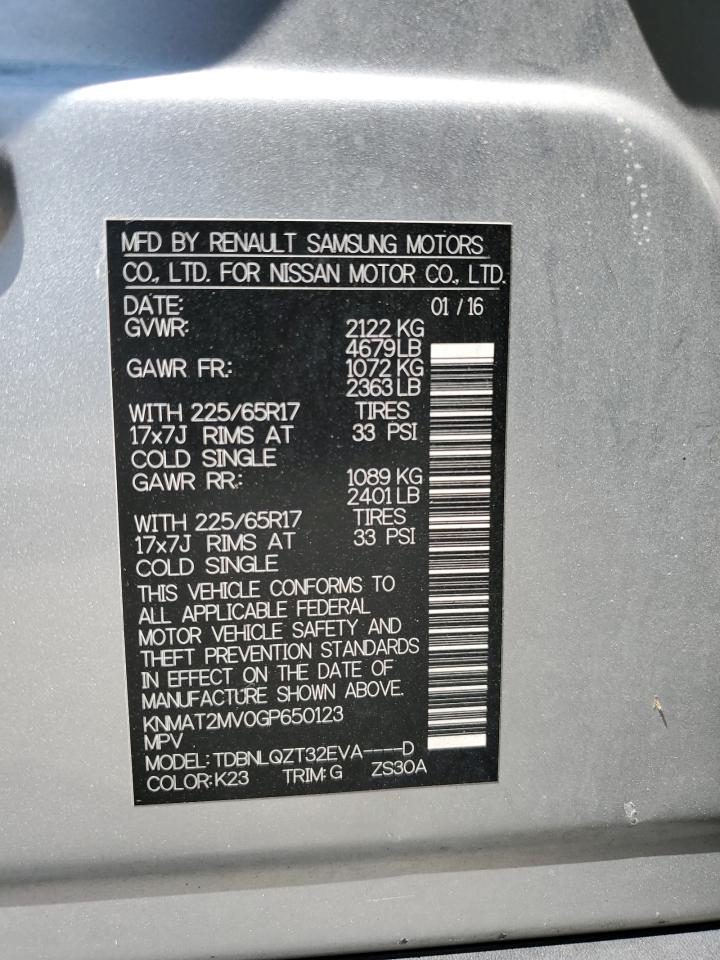 MFD BY RENAULT SAMSUNG MOTORS
CO., LTD. FOR NISSAN MOTOR CO., LTD.
DATE: 01 / 16
GVWR: 2122 KG
4679 LB
GAWR FR.: 1072 KG
2363 LB
WITH 225/65R17 TIRES
17x7J RIMS AT 33 PSI
COLD SINGLE
GAWR RR.: 1089 KG
2401 LB
WITH 225/65R17 TIRES
17x7J RIMS AT 33 PSI
COLD SINGLE
THIS VEHICLE CONFORMS TO
ALL APPLICABLE FEDERAL
MOTOR VEHICLE SAFETY AND
THEFT PREVENTION STANDARDS
IN EFFECT ON THE DATE OF
MANUFACTURE SHOWN ABOVE.
KNMAT2MV0GP650123
MPV
MODEL: TDBNLQZT32EVA----D
COLOR: K23 TRIM: G ZS30A